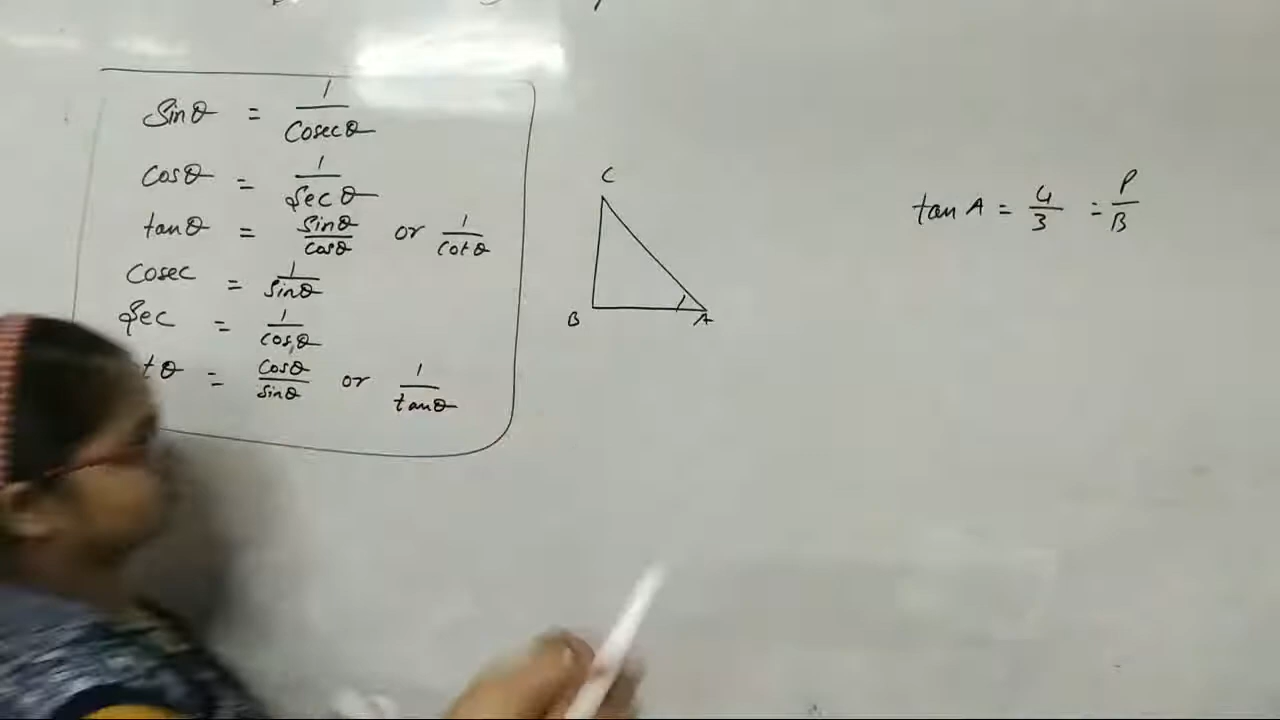 Sinθ = 1/Cosecθ
Cosθ = 1/Secθ
tanθ = Sinθ/Cosθ or 1/Cotθ
Cosec = 1/Sinθ
Sec = 1/Cosθ
tθ = Cosθ/Sinθ or 1/tanθ
C
B A
tan A = 4/3 = P/B